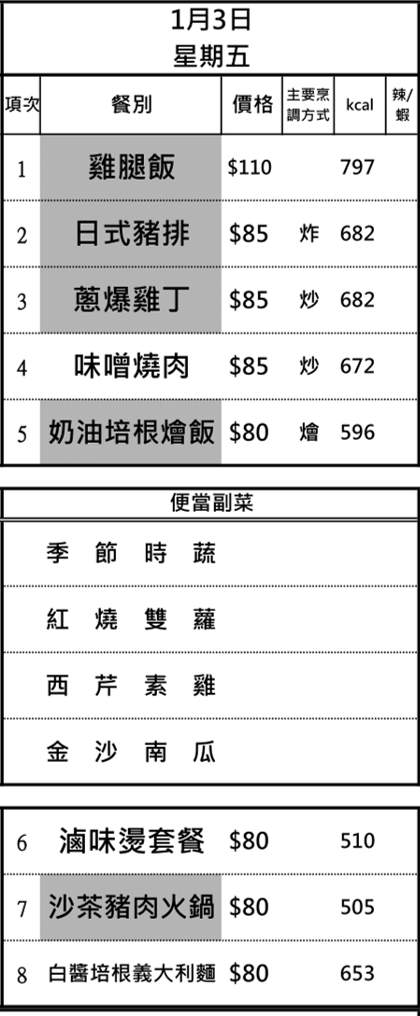 1月3日
星期五
項次 餐別 價格 主要烹調方式 kcal 辣/蝦
1 雞腿飯 $110 797
2 日式豬排 $85 炸 682
3 蔥爆雞丁 $85 炒 682
4 味噌燒肉 $85 炒 672
5 奶油培根燴飯 $80 燴 596
便當副菜
季節時蔬
紅燒雙蘿
西芹素雞
金沙南瓜
6 滷味燙套餐 $80 510
7 沙茶豬肉火鍋 $80 505
8 白醬培根義大利麵 $80 653